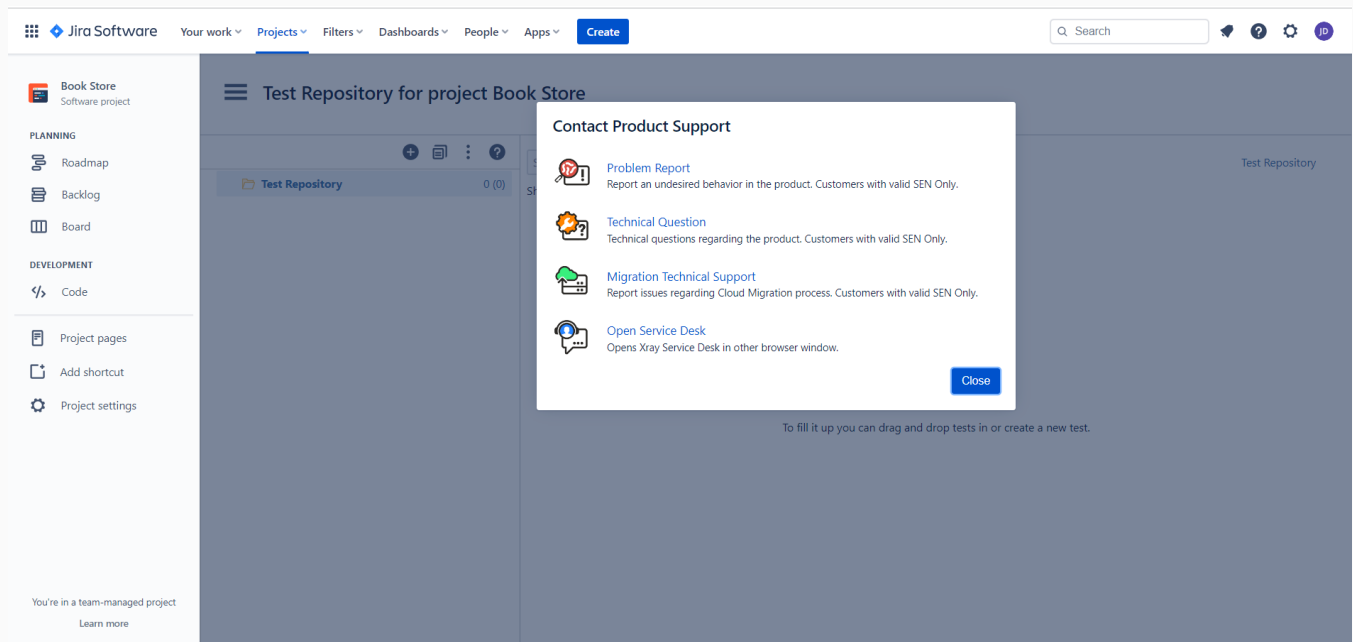 Jira Software
Your work
Projects
Filters
Dashboards
People
Apps
Create
Search
JD
Book Store
Software project
PLANNING
Roadmap
Backlog
Board
DEVELOPMENT
Code
Project pages
Add shortcut
Project settings
You're in a team-managed project
Learn more
Test Repository for project Book Store
Test Repository 0 (0)
Test Repository
Contact Product Support
Problem Report
Report an undesired behavior in the product. Customers with valid SEN Only.
Technical Question
Technical questions regarding the product. Customers with valid SEN Only.
Migration Technical Support
Report issues regarding Cloud Migration process. Customers with valid SEN Only.
Open Service Desk
Opens Xray Service Desk in other browser window.
Close
To fill it up you can drag and drop tests in or create a new test.